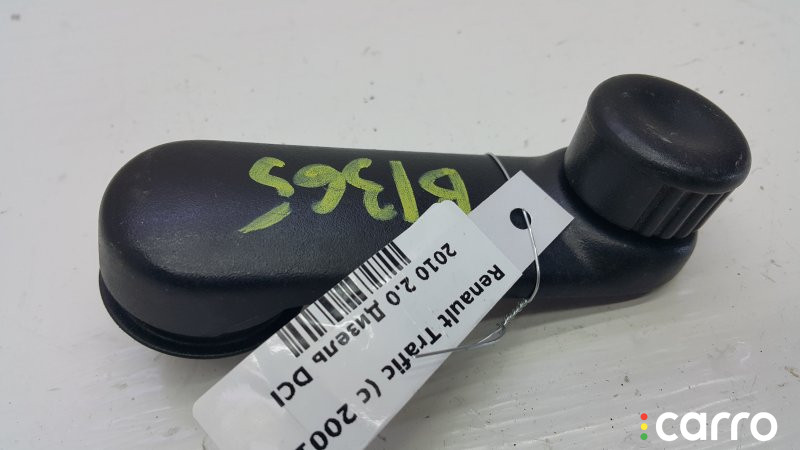 B1365
Renault Trafic (c 2001
2010 2.0 Дизель DCI
carro